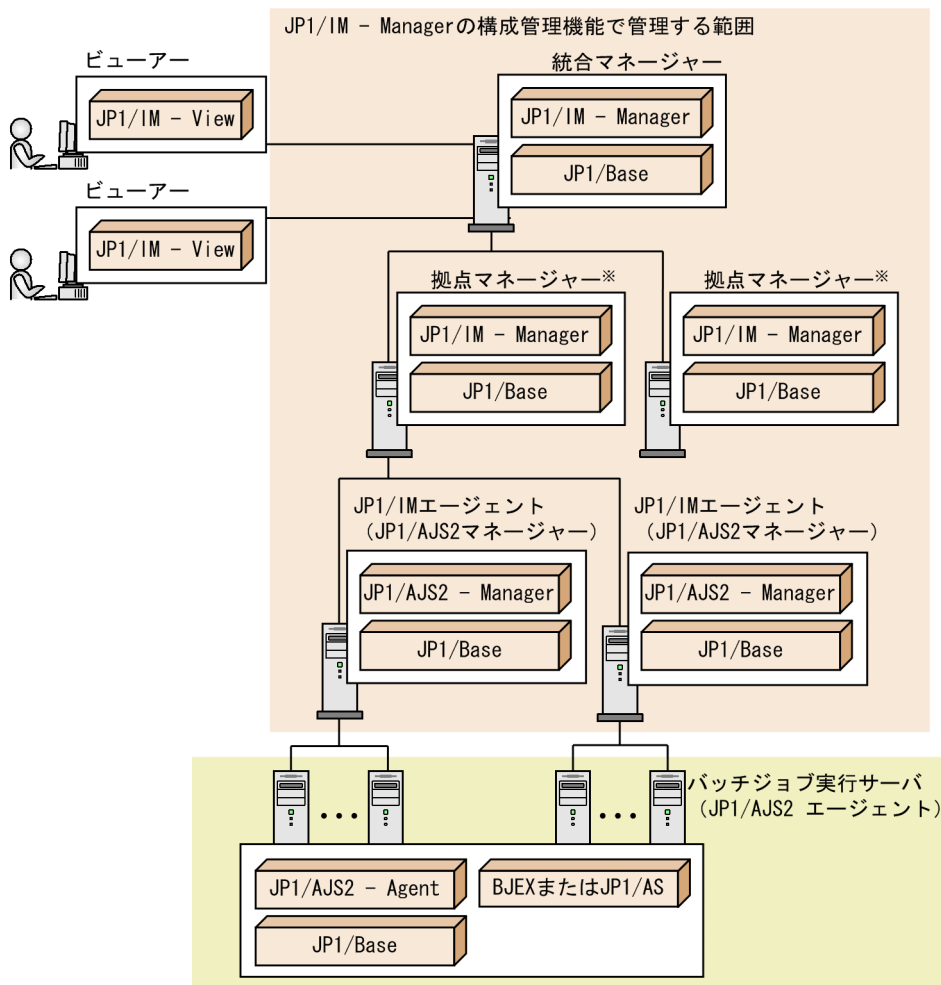 JP1/IM - Managerの構成管理機能で管理する範囲
ビューアー
JP1/IM - View
統合マネージャー
JP1/IM - Manager
JP1/Base
ビューアー
JP1/IM - View
拠点マネージャー※
JP1/IM - Manager
JP1/Base
拠点マネージャー※
JP1/IM - Manager
JP1/Base
JP1/IMエージェント
（JP1/AJS2マネージャー）
JP1/AJS2 - Manager
JP1/Base
JP1/IMエージェント
（JP1/AJS2マネージャー）
JP1/AJS2 - Manager
JP1/Base
バッチジョブ実行サーバ
（JP1/AJS2 エージェント）
JP1/AJS2 - Agent
BJEXまたはJP1/AS
JP1/Base